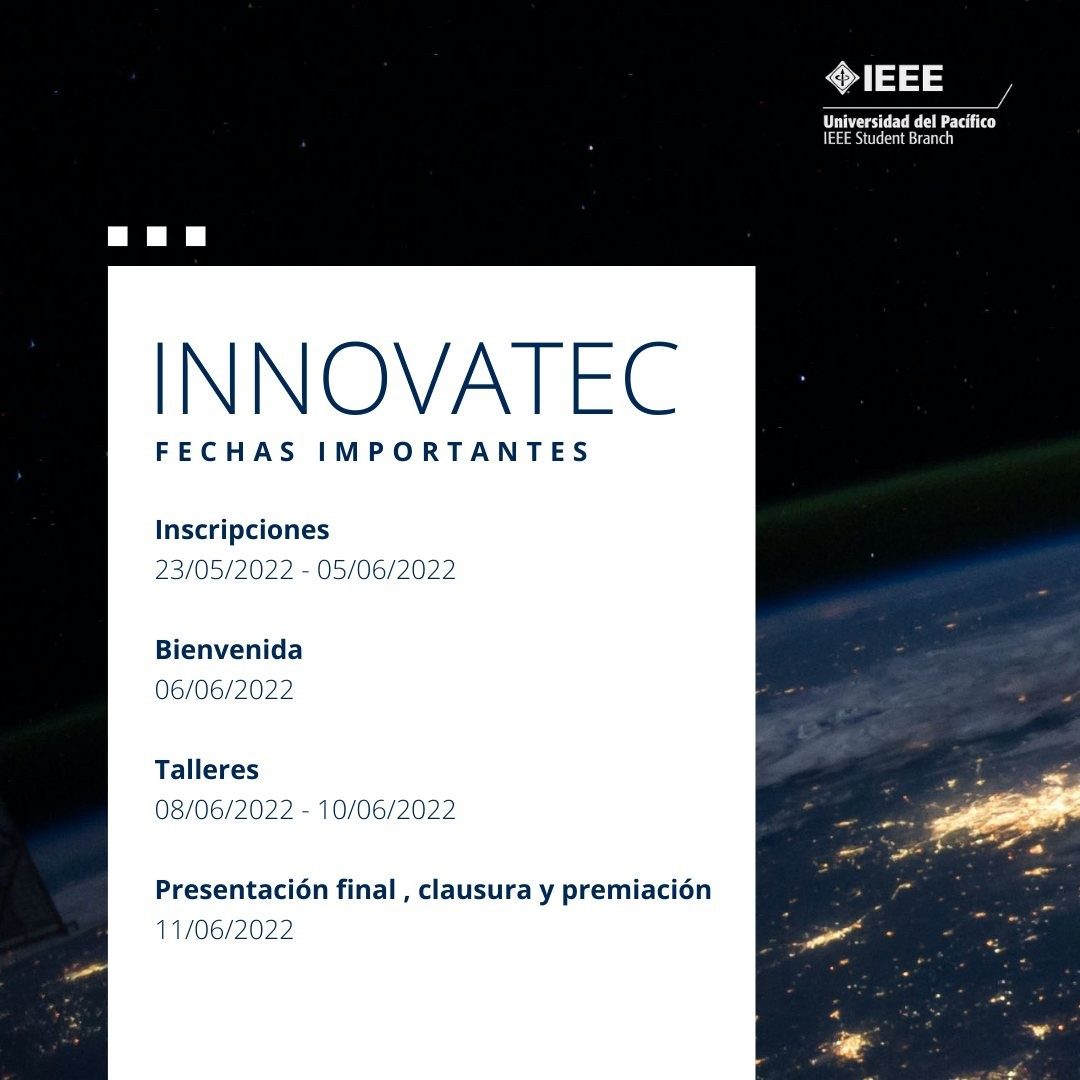 IEEE
Universidad del Pacífico
IEEE Student Branch
INNOVATEC
FECHAS IMPORTANTES
Inscripciones
23/05/2022 - 05/06/2022
Bienvenida
06/06/2022
Talleres
08/06/2022 - 10/06/2022
Presentación final , clausura y premiación
11/06/2022